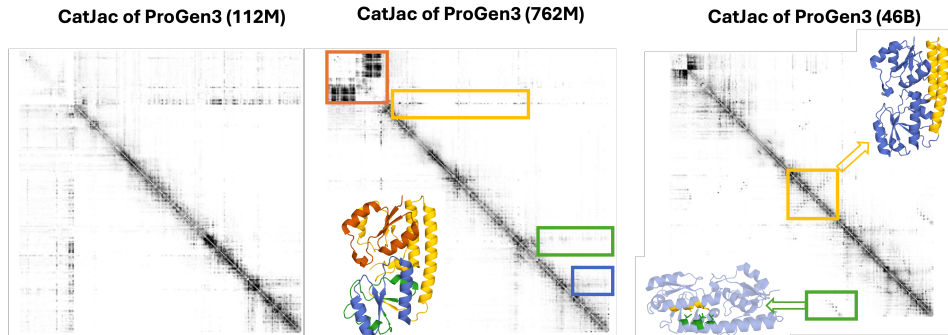 CatJac of ProGen3 (112M)
CatJac of ProGen3 (762M)
CatJac of ProGen3 (46B)